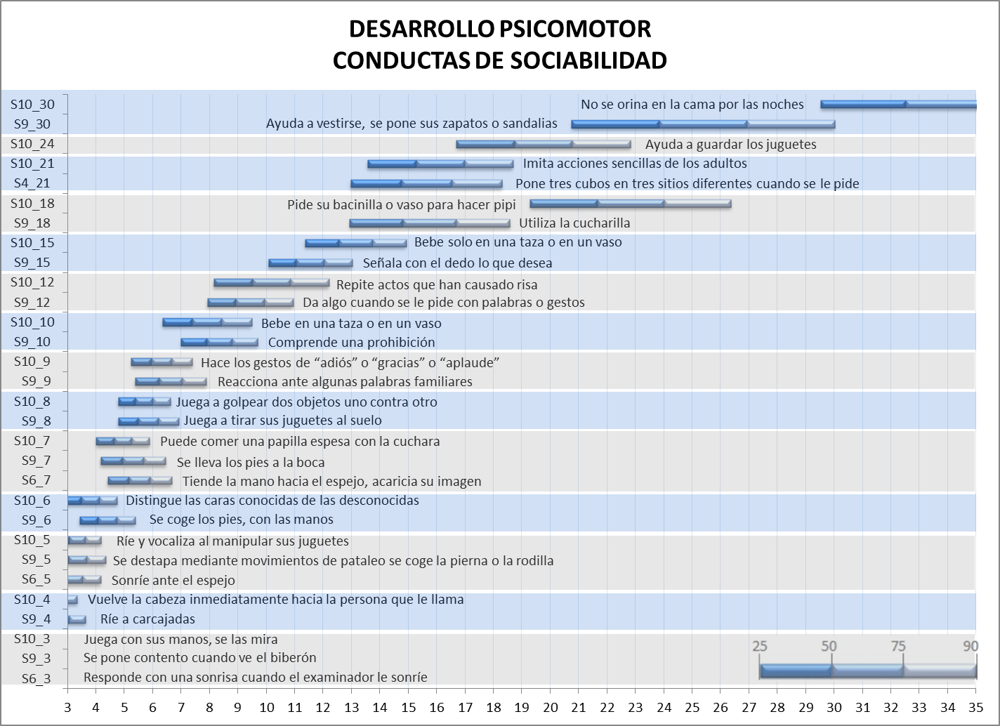 DESARROLLO PSICOMOTOR
CONDUCTAS DE SOCIABILIDAD
S10_30 No se orina en la cama por las noches
S9_30 Ayuda a vestirse, se pone sus zapatos o sandalias
S10_24 Ayuda a guardar los juguetes
S10_21 Imita acciones sencillas de los adultos
S4_21 Pone tres cubos en tres sitios diferentes cuando se le pide
S10_18 Pide su bacinilla o vaso para hacer pipi
S9_18 Utiliza la cucharilla
S10_15 Bebe solo en una taza o en un vaso
S9_15 Señala con el dedo lo que desea
S10_12 Repite actos que han causado risa
S9_12 Da algo cuando se le pide con palabras o gestos
S10_10 Bebe en una taza o en un vaso
S9_10 Comprende una prohibición
S10_9 Hace los gestos de “adiós” o “gracias” o “aplaude”
S9_9 Reacciona ante algunas palabras familiares
S10_8 Juega a golpear dos objetos uno contra otro
S9_8 Juega a tirar sus juguetes al suelo
S10_7 Puede comer una papilla espesa con la cuchara
S9_7 Se lleva los pies a la boca
S6_7 Tiende la mano hacia el espejo, acaricia su imagen
S10_6 Distingue las caras conocidas de las desconocidas
S9_6 Se coge los pies, con las manos
S10_5 Ríe y vocaliza al manipular sus juguetes
S9_5 Se destapa mediante movimientos de pataleo se coge la pierna o la rodilla
S6_5 Sonríe ante el espejo
S10_4 Vuelve la cabeza inmediatamente hacia la persona que le llama
S9_4 Ríe a carcajadas
S10_3 Juega con sus manos, se las mira
S9_3 Se pone contento cuando ve el biberón
S6_3 Responde con una sonrisa cuando el examinador le sonríe
25 50 75 90
3 4 5 6 7 8 9 10 11 12 13 14 15 16 17 18 19 20 21 22 23 24 25 26 27 28 29 30 31 32 33 34 35